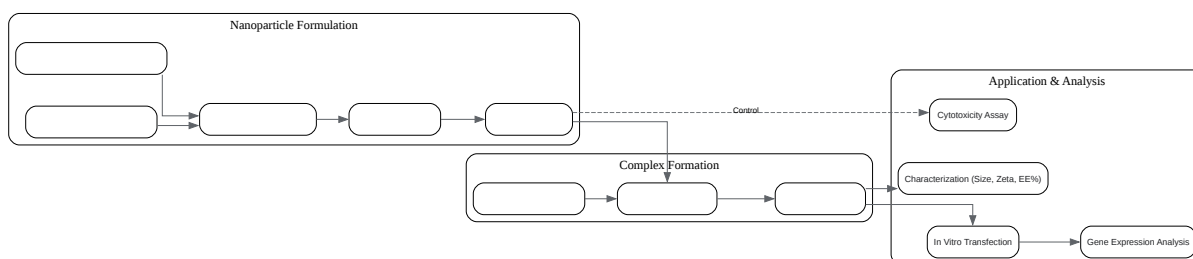 Nanoparticle Formulation
Application & Analysis
Control
Cytotoxicity Assay
Complex Formation
Characterization (Size, Zeta, EE%)
In Vitro Transfection
Gene Expression Analysis